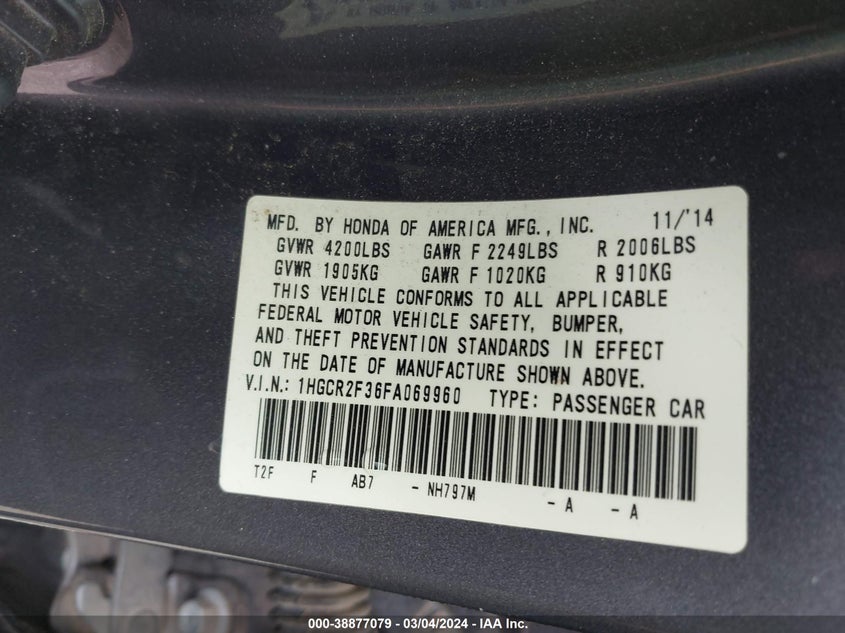 MFD. BY HONDA OF AMERICA MFG., INC. 11/'14
GVWR 4200LBS GAWR F 2249LBS R 2006LBS
GVWR 1905KG GAWR F 1020KG R 910KG
THIS VEHICLE CONFORMS TO ALL APPLICABLE
FEDERAL MOTOR VEHICLE SAFETY, BUMPER,
AND THEFT PREVENTION STANDARDS IN EFFECT
ON THE DATE OF MANUFACTURE SHOWN ABOVE.
V.I.N.: 1HGCR2F36FA069960 TYPE: PASSENGER CAR
T2F F AB7 - NH797M - A - A
000-38877079 - 03/04/2024 - IAA Inc.